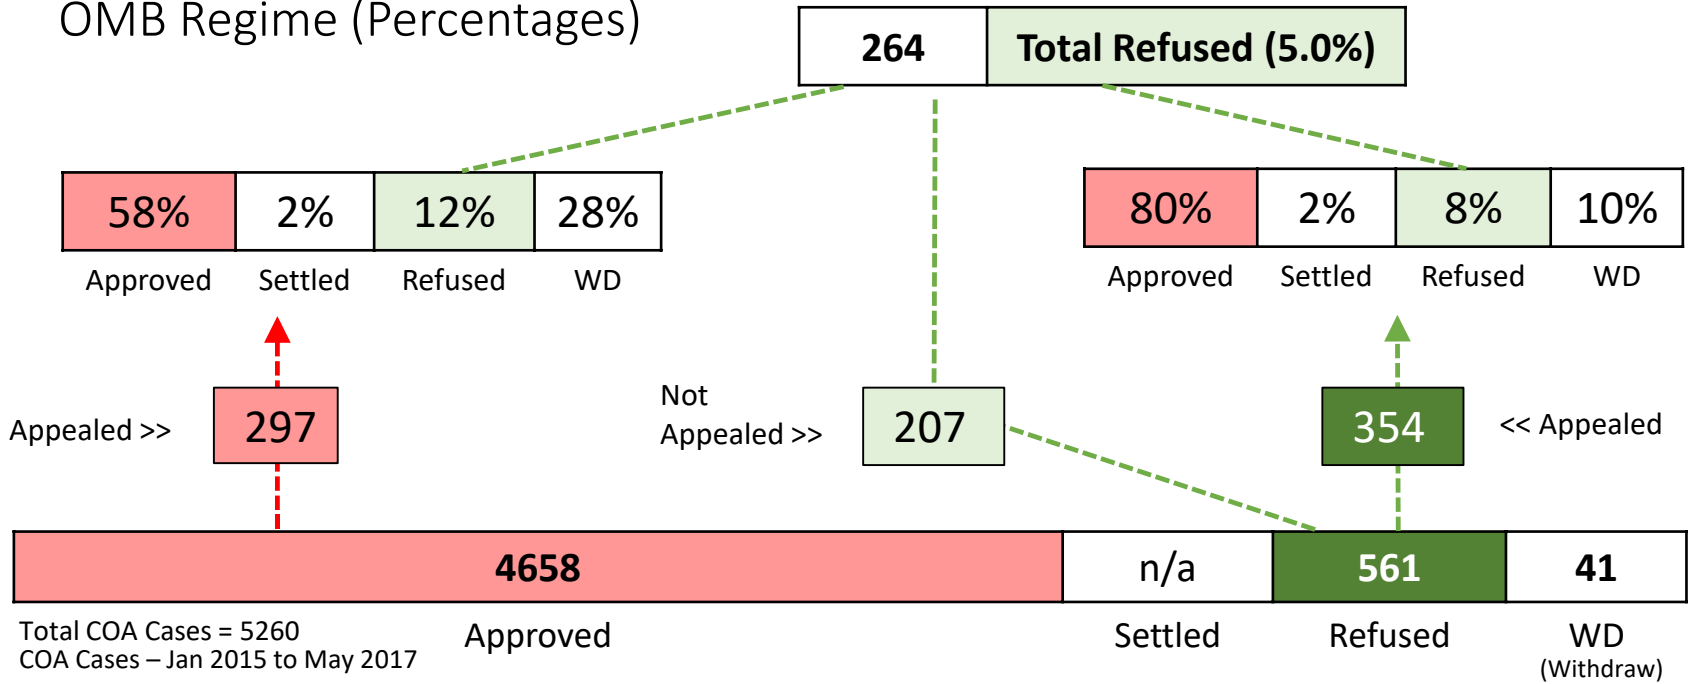 OMB Regime (Percentages)
264 Total Refused (5.0%)
58% 2% 12% 28%
Approved Settled Refused WD
80% 2% 8% 10%
Approved Settled Refused WD
Appealed >> 297
Not
Appealed >> 207
354 << Appealed
4658 n/a 561 41
Approved Settled Refused WD
(Withdraw)
Total COA Cases = 5260
COA Cases – Jan 2015 to May 2017